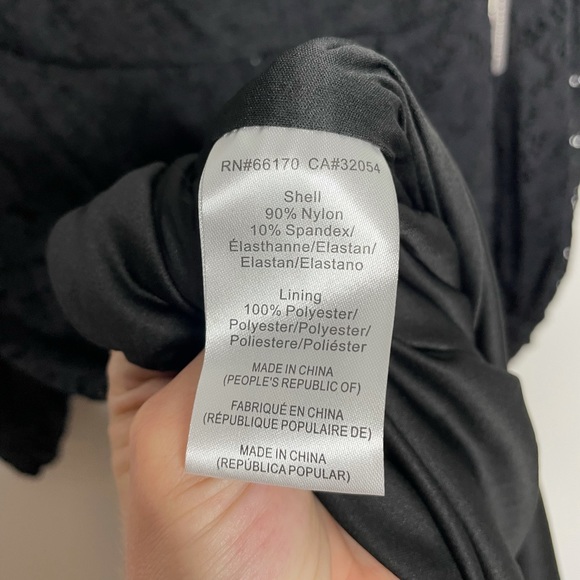 RN#66170 CA#32054
Shell
90% Nylon
10% Spandex/
Élasthanne/Elastan/
Elastan/Elastano
Lining
100% Polyester/
Polyester/Polyester/
Poliestere/Poliéster
MADE IN CHINA
(PEOPLE'S REPUBLIC OF)
FABRIQUÉ EN CHINA
(RÉPUBLIQUE POPULAIRE DE)
MADE IN CHINA
(REPÚBLICA POPULAR)